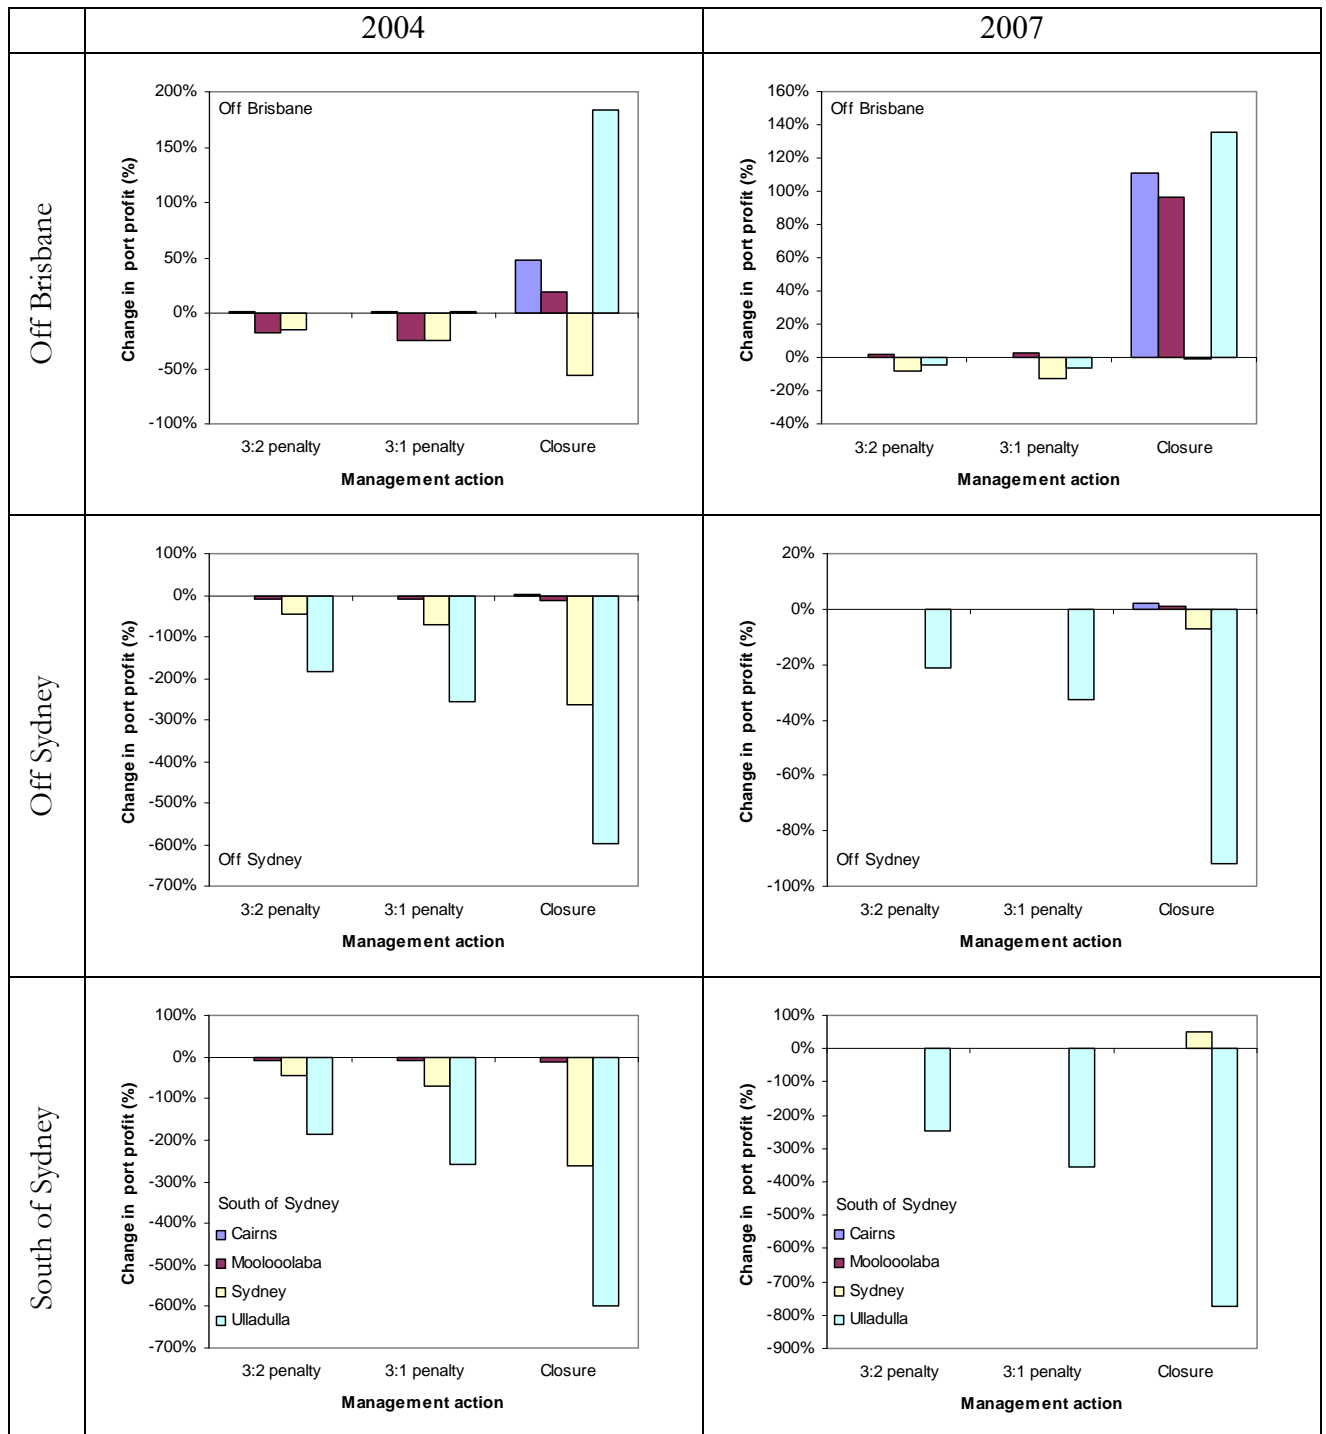 2004
2007
Off Brisbane
200%
150%
100%
50%
0%
-50%
-100%
Change in port profit (%)
Off Brisbane
3:2 penalty
3:1 penalty
Closure
Management action
160%
140%
120%
100%
80%
60%
40%
20%
0%
-20%
-40%
Change in port profit (%)
Off Brisbane
3:2 penalty
3:1 penalty
Closure
Management action
Off Sydney
100%
0%
-100%
-200%
-300%
-400%
-500%
-600%
-700%
Change in port profit (%)
Off Sydney
3:2 penalty
3:1 penalty
Closure
Management action
20%
0%
-20%
-40%
-60%
-80%
-100%
Change in port profit (%)
Off Sydney
3:2 penalty
3:1 penalty
Closure
Management action
South of Sydney
100%
0%
-100%
-200%
-300%
-400%
-500%
-600%
-700%
Change in port profit (%)
South of Sydney
Cairns
Moolooolaba
Sydney
Ulladulla
3:2 penalty
3:1 penalty
Closure
Management action
100%
0%
-100%
-200%
-300%
-400%
-500%
-600%
-700%
-800%
-900%
Change in port profit (%)
South of Sydney
Cairns
Moolooolaba
Sydney
Ulladulla
3:2 penalty
3:1 penalty
Closure
Management action